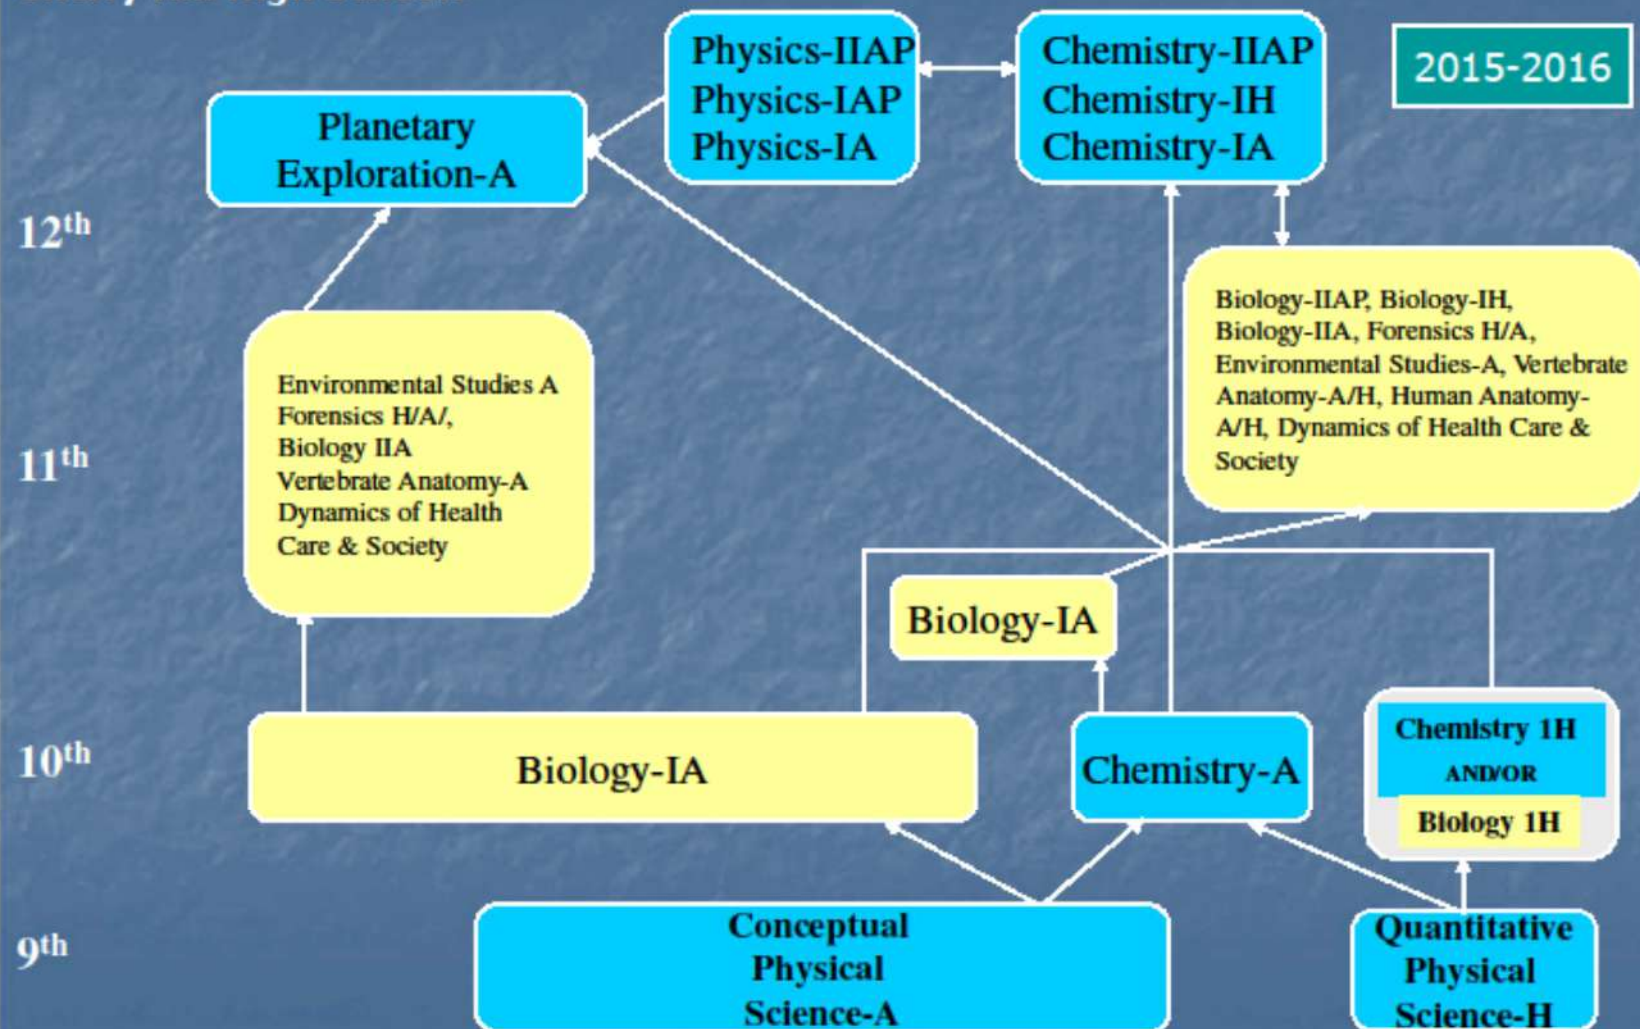 Physics-IIAP
Physics-IAP
Physics-IA
Chemistry-IIAP
Chemistry-IH
Chemistry-IA
2015-2016
Planetary
Exploration-A
12th
Biology-IIAP, Biology-IH,
Biology-IIA, Forensics H/A,
Environmental Studies-A, Vertebrate
Anatomy-A/H, Human Anatomy-
A/H, Dynamics of Health Care &
Society
Environmental Studies A
Forensics H/A/,
Biology IIA
Vertebrate Anatomy-A
Dynamics of Health
Care & Society
11th
Biology-IA
10th
Biology-IA
Chemistry-A
Chemistry 1H
AND/OR
Biology 1H
9th
Conceptual
Physical
Science-A
Quantitative
Physical
Science-H